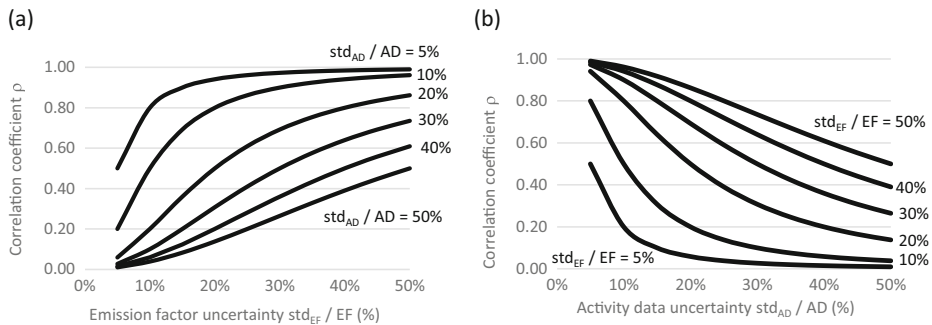 (a)
std_AD / AD = 5%
1.00
10%
0.80
20%
30%
0.60
40%
0.40
0.20
std_AD / AD = 50%
0.00
0% 10% 20% 30% 40% 50%
Correlation coefficient ρ
Emission factor uncertainty std_EF / EF (%)
(b)
1.00
0.80
std_EF / EF = 50%
0.60
40%
0.40
30%
0.20
20%
std_EF / EF = 5%
10%
0.00
0% 10% 20% 30% 40% 50%
Correlation coefficient ρ
Activity data uncertainty std_AD / AD (%)